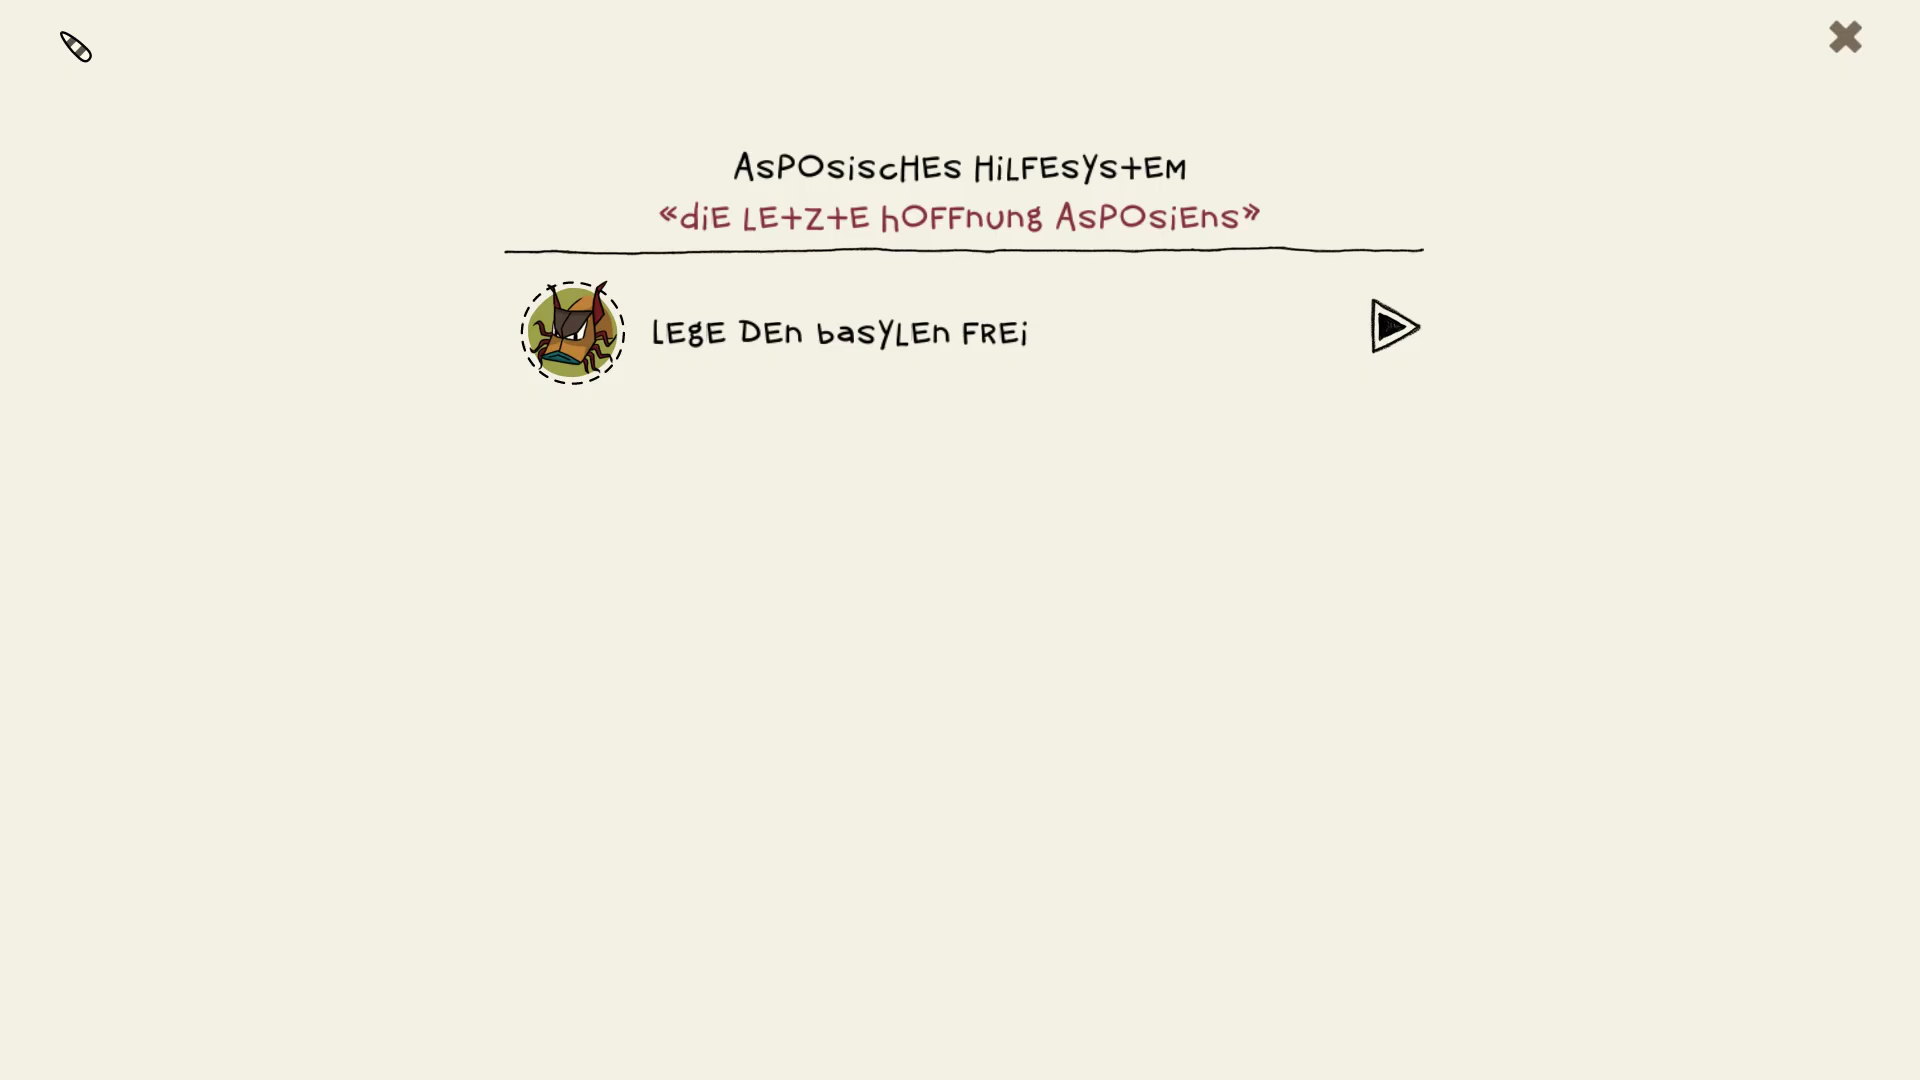 Asposisches Hilfesystem
«die letzte Hoffnung Asposiens»
Lege den Basylen frei